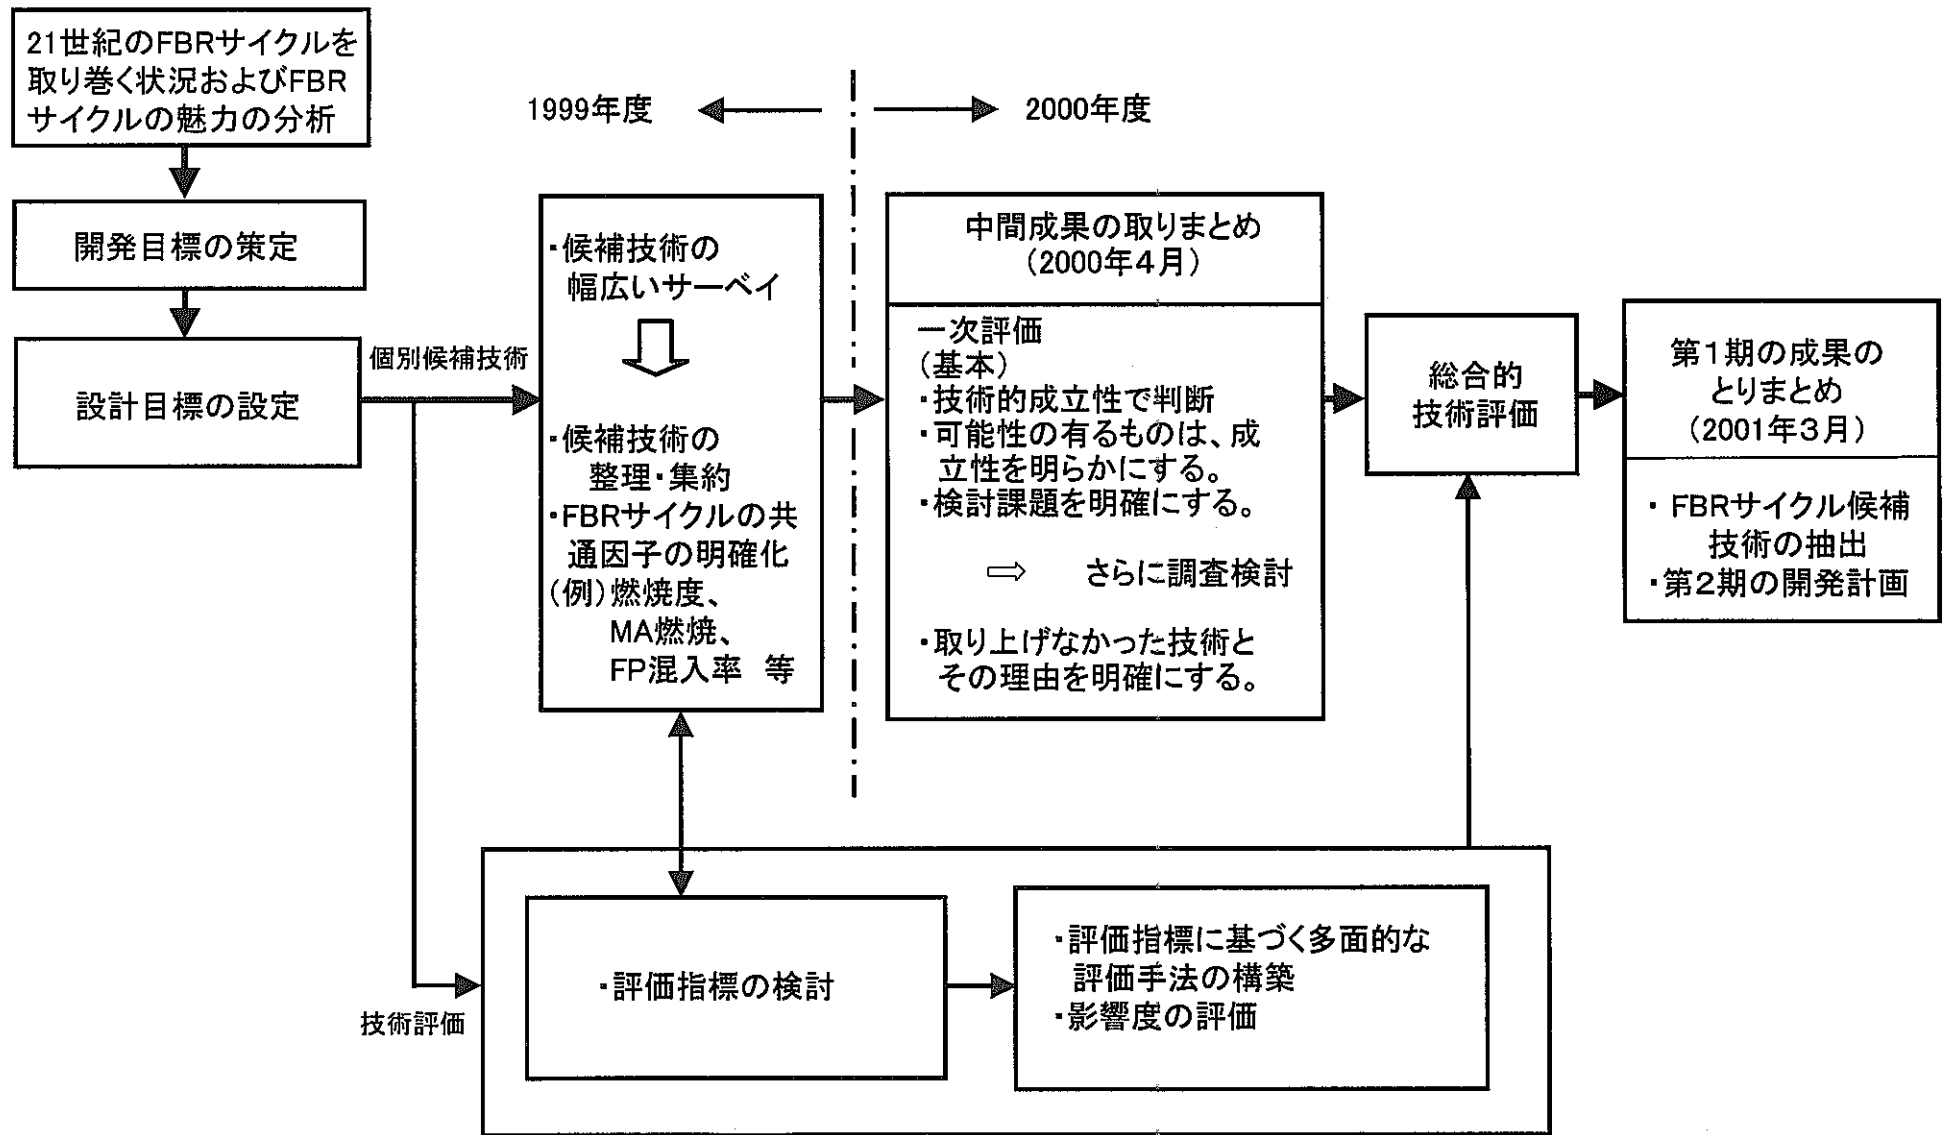 21世紀のFBRサイクルを
取り巻く状況およびFBR
サイクルの魅力の分析
開発目標の策定
設計目標の設定
個別候補技術
技術評価
1999年度
2000年度
・候補技術の
幅広いサーベイ
・候補技術の
整理・集約
・FBRサイクルの共
通因子の明確化
(例)燃焼度、
MA燃焼、
FP混入率 等
中間成果の取りまとめ
(2000年4月)
一次評価
(基本)
・技術的成立性で判断
・可能性の有るものは、成
立性を明らかにする。
・検討課題を明確にする。
⇨ さらに調査検討
・取り上げなかった技術と
その理由を明確にする。
総合的
技術評価
第1期の成果の
とりまとめ
(2001年3月)
・FBRサイクル候補
技術の抽出
・第2期の開発計画
・評価指標の検討
・評価指標に基づく多面的な
評価手法の構築
・影響度の評価